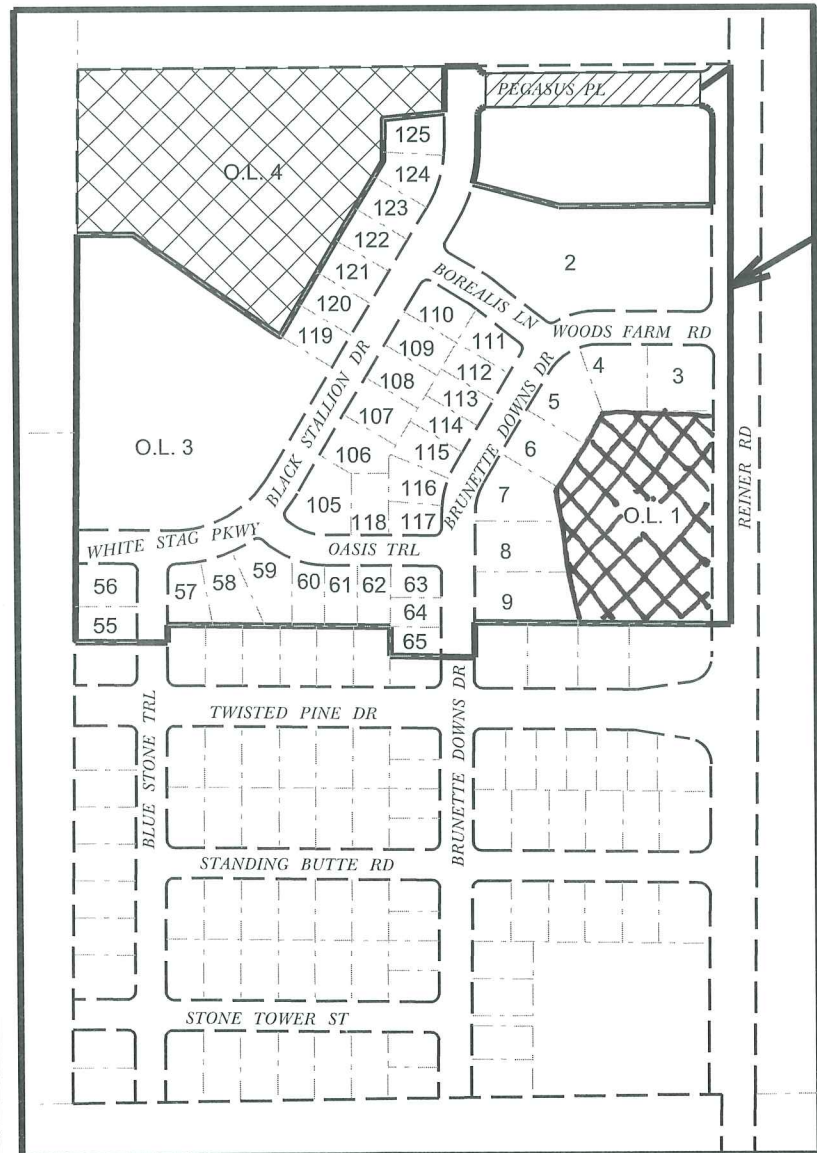 PEGASUS PL
125
O.L. 4
124
123
122
2
121
BOREALIS LN
120
110
WOODS FARM RD
119
111
109
4
3
112
BLACK STALLION DR
108
113
5
BRUNETTE DOWNS DR
107
114
6
O.L. 3
106
115
REINER RD
116
7
105
118
117
O.L. 1
WHITE STAG PKWY
OASIS TRL
8
56
57
58
59
60
61
62
63
64
9
55
65
TWISTED PINE DR
BLUE STONE TRL
BRUNETTE DOWNS DR
STANDING BUTTE RD
STONE TOWER ST